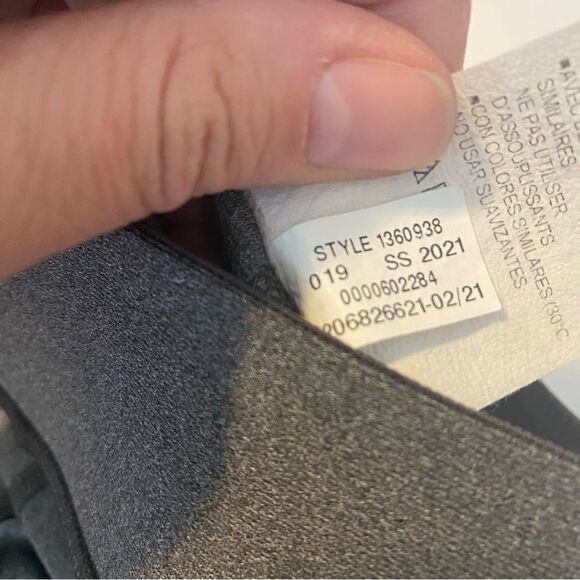 STYLE 1360938
019 SS 2021
0000602284
206826621-02/21
■AVEC
SIMILAIRES
NE PAS UTILISER
D'ASSOUPLISSANTS
■CON COLORES SIMILARES /30°C
NO USAR SUAVIZANTES